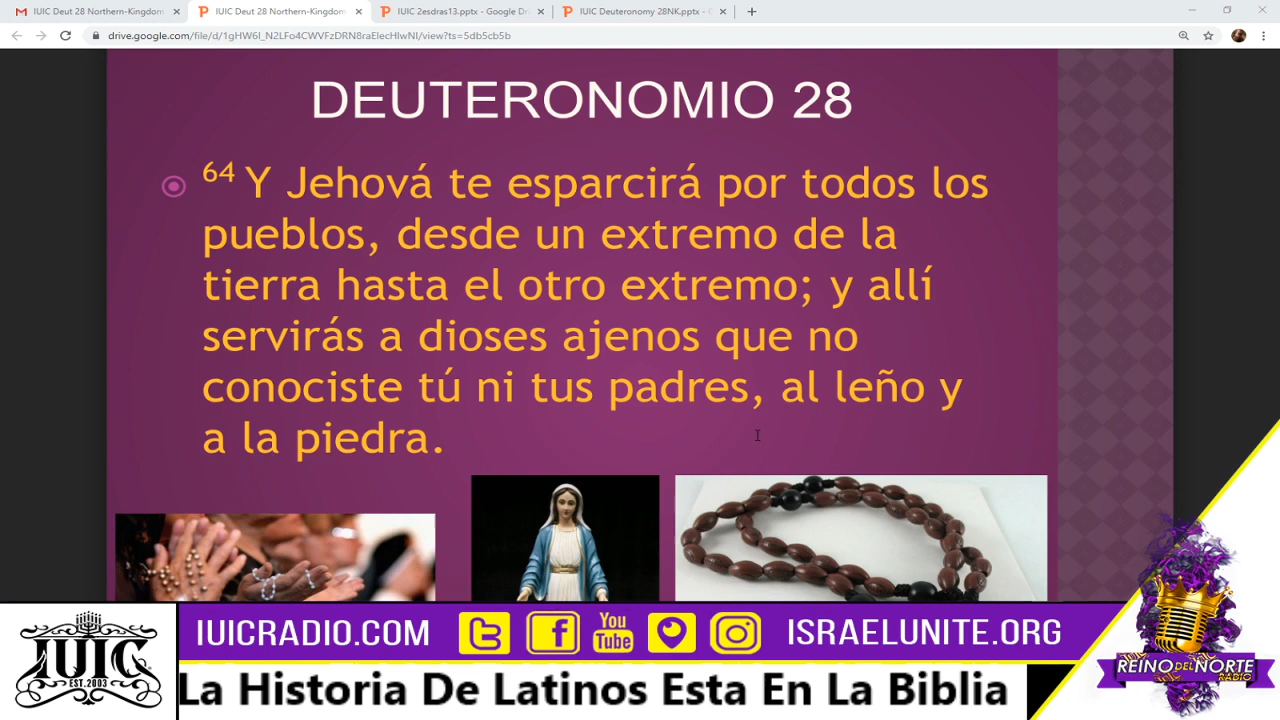 IUIC Deut 28 Northern-Kingdom
IUIC Deut 28 Northern-Kingdom
IUIC 2esdras13.pptx - Google Dri
IUIC Deuteronomy 28NK.pptx - G
drive.google.com/file/d/1gHW6l_N2LFo4CWVFzDRN8raElecHIwNI/view?ts=5db5cb5b
DEUTERONOMIO 28
64 Y Jehová te esparcirá por todos los
pueblos, desde un extremo de la
tierra hasta el otro extremo; y allí
servirás a dioses ajenos que no
conociste tú ni tus padres, al leño y
a la piedra.
IUIC
EST. 2003
IUICRADIO.COM
You
Tube
ISRAELUNITE.ORG
REINO DEL NORTE
RADIO
La Historia De Latinos Esta En La Biblia